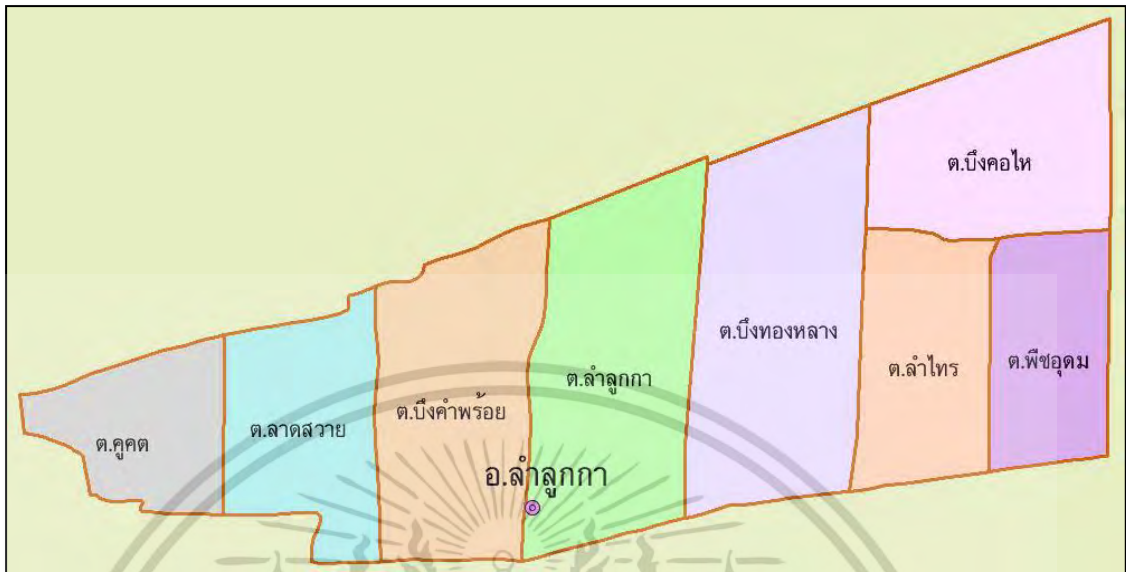 ต.บึงคอไห
ต.บึงทองหลาง
ต.ลำไทร
ต.พืชอุดม
ต.ลำลูกกา
ต.บึงคำพร้อย
ต.ลาดสวาย
ต.คูคต
อ.ลำลูกกา